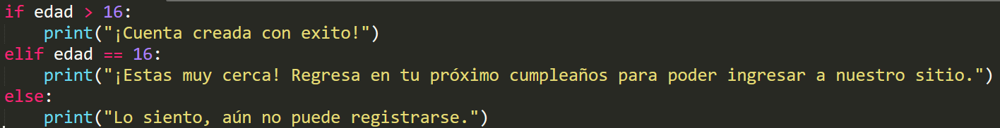 if edad > 16:
    print("¡Cuenta creada con exito!")
elif edad == 16:
    print("¡Estas muy cerca! Regresa en tu próximo cumpleaños para poder ingresar a nuestro sitio.")
else:
    print("Lo siento, aún no puede registrarse.")